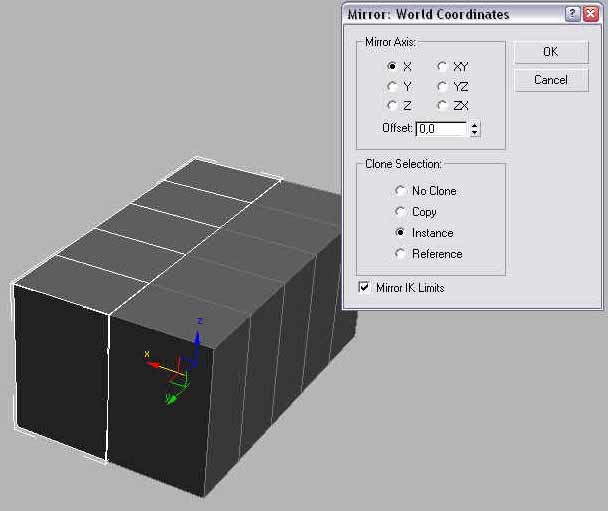 Mirror: World Coordinates
Mirror Axis:
X XY
Y YZ
Z ZX
Offset: 0,0
OK
Cancel
Clone Selection:
No Clone
Copy
Instance
Reference
Mirror IK Limits
z
x
y